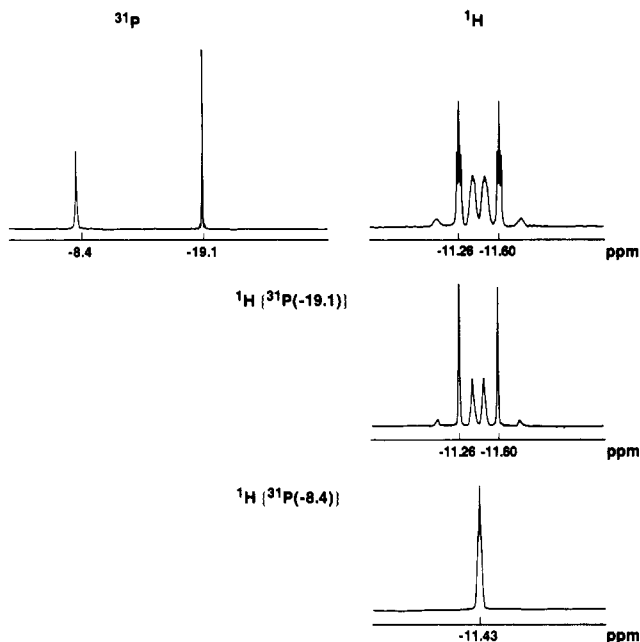 31P
1H
-8.4 -19.1
-11.26 -11.60 ppm
1H {31P(-19.1)}
-11.26 -11.60 ppm
1H {31P(-8.4)}
-11.43 ppm